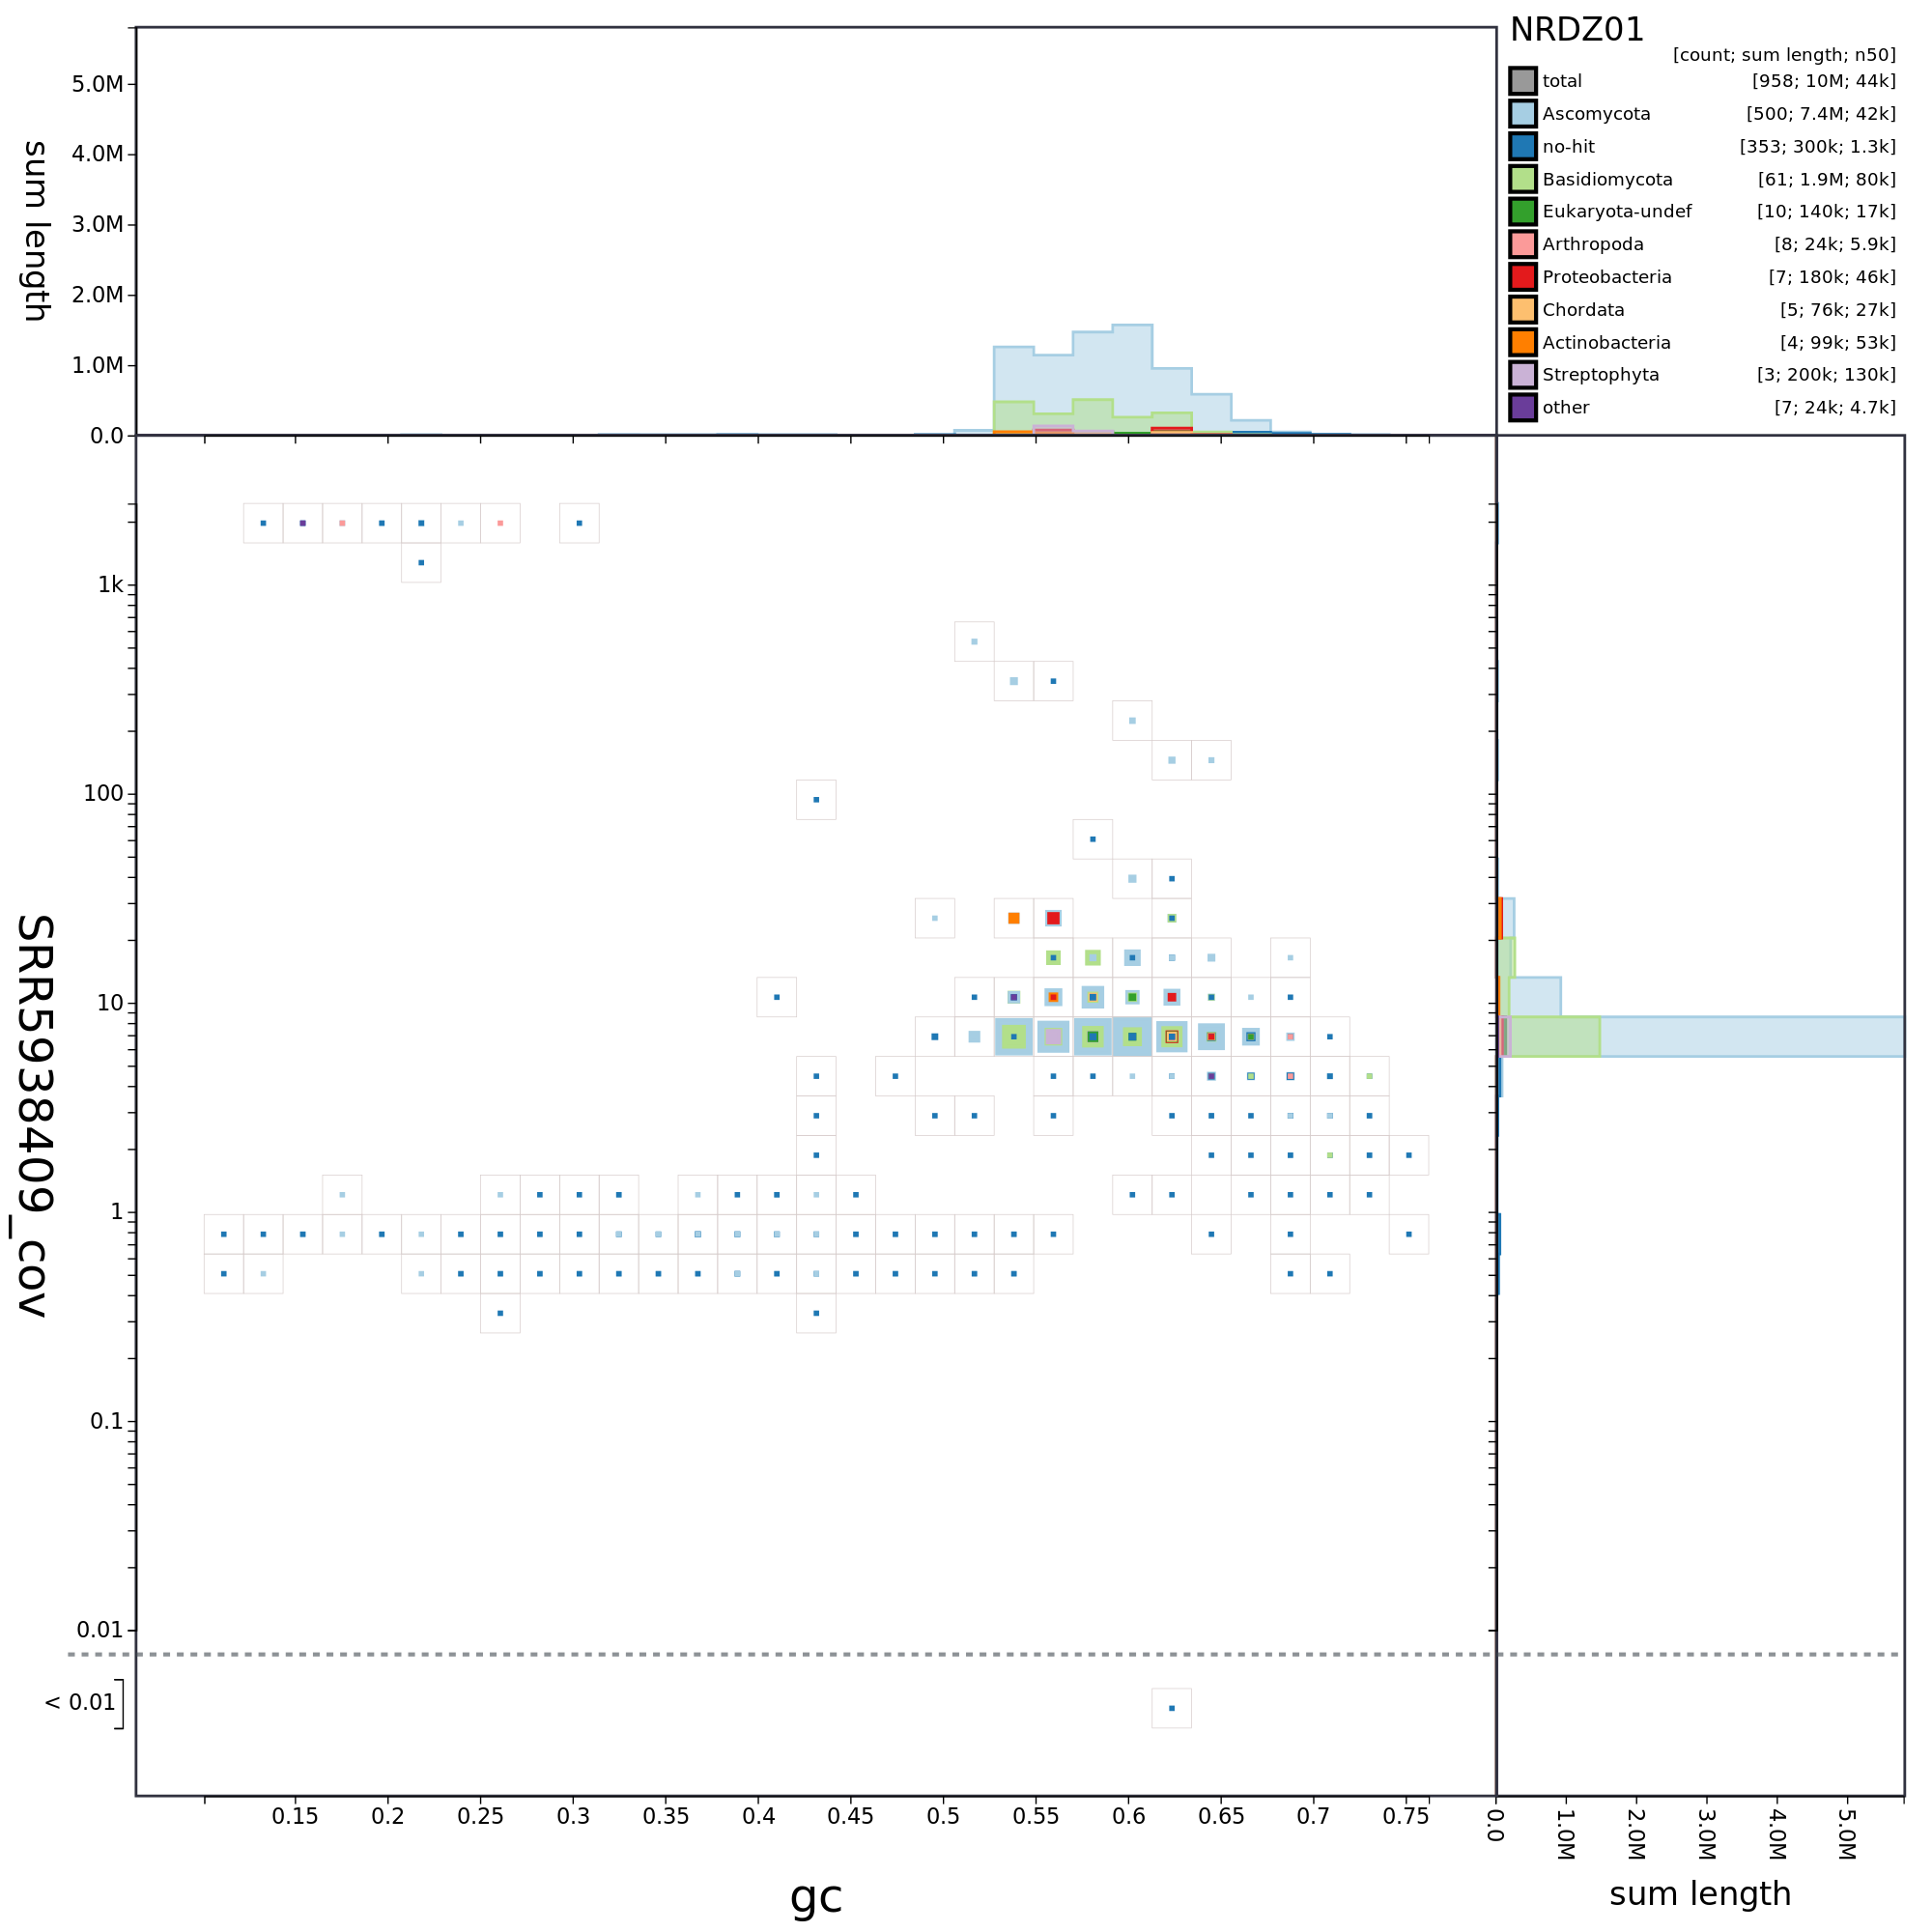 NRDZ01
[count; sum length; n50]
total [958; 10M; 44k]
Ascomycota [500; 7.4M; 42k]
no-hit [353; 300k; 1.3k]
Basidiomycota [61; 1.9M; 80k]
Eukaryota-undef [10; 140k; 17k]
Arthropoda [8; 24k; 5.9k]
Proteobacteria [7; 180k; 46k]
Chordata [5; 76k; 27k]
Actinobacteria [4; 99k; 53k]
Streptophyta [3; 200k; 130k]
other [7; 24k; 4.7k]
sum length
5.0M
4.0M
3.0M
2.0M
1.0M
0.0
SRR5938409_cov
1k
100
10
1
0.1
0.01
< 0.01
0.15 0.2 0.25 0.3 0.35 0.4 0.45 0.5 0.55 0.6 0.65 0.7 0.75
gc
0.0 1.0M 2.0M 3.0M 4.0M 5.0M
sum length